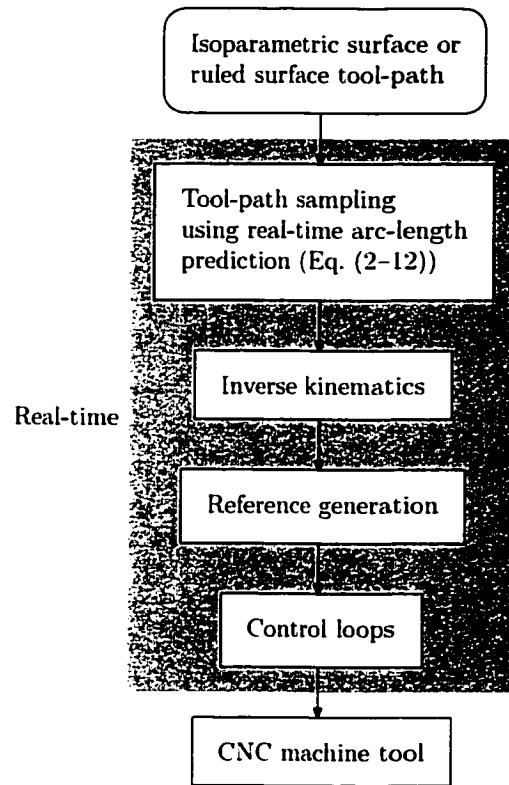 Isoparametric surface or
ruled surface tool-path
Tool-path sampling
using real-time arc-length
prediction (Eq. (2–12))
Inverse kinematics
Real-time
Reference generation
Control loops
CNC machine tool